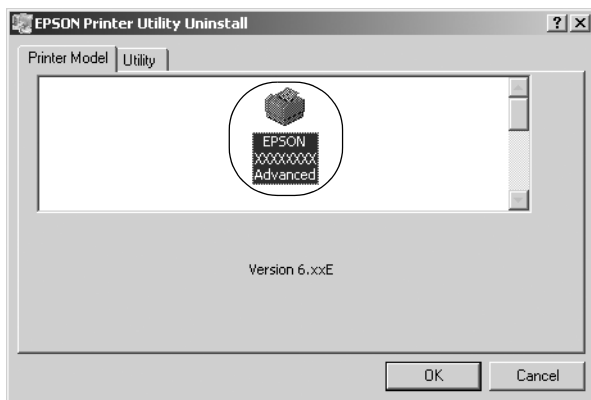 EPSON Printer Utility Uninstall
? ×
Printer Model Utility
EPSON
XXXXXXXX
Advanced
Version 6.xxE
OK Cancel